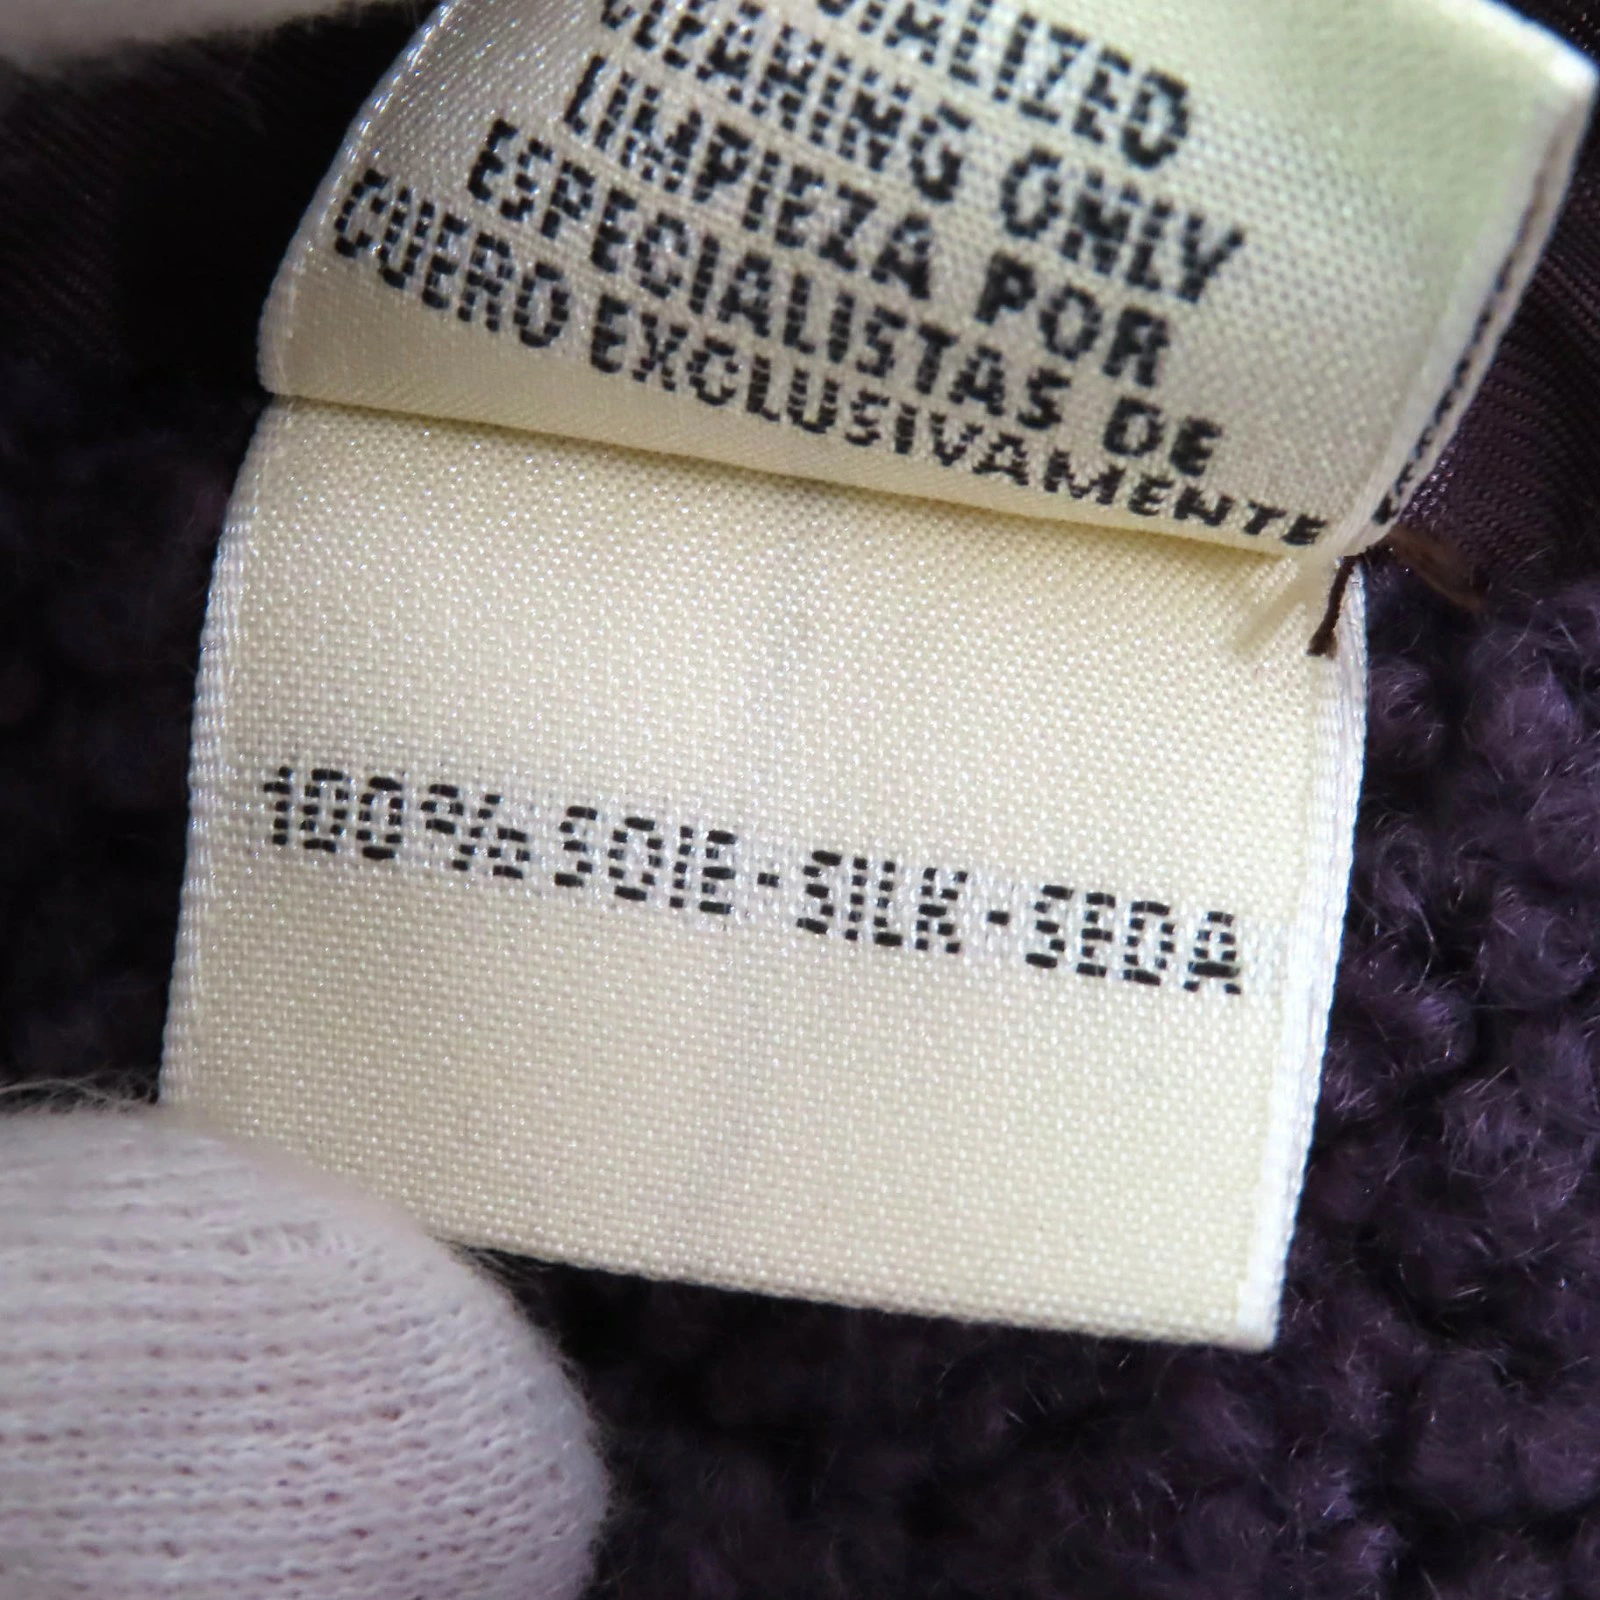 CLEANING ONLY
LIMPIEZA POR
ESPECIALISTAS DE
CUERO EXCLUSIVAMENTE
100% SOIE - SILK - SEDA